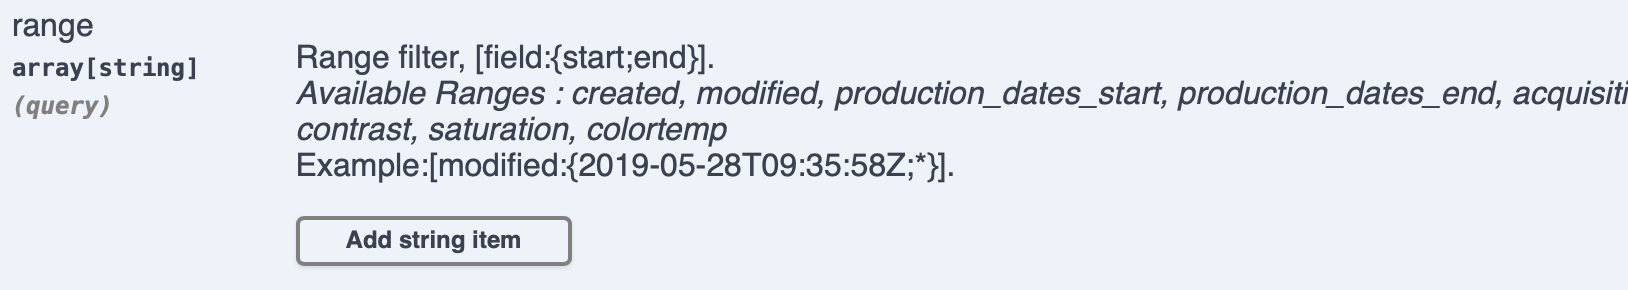 range
array[string]
(query)
Range filter, [field:{start;end}].
Available Ranges : created, modified, production_dates_start, production_dates_end, acquisiti
contrast, saturation, colortemp
Example:[modified:{2019-05-28T09:35:58Z;*}].
Add string item